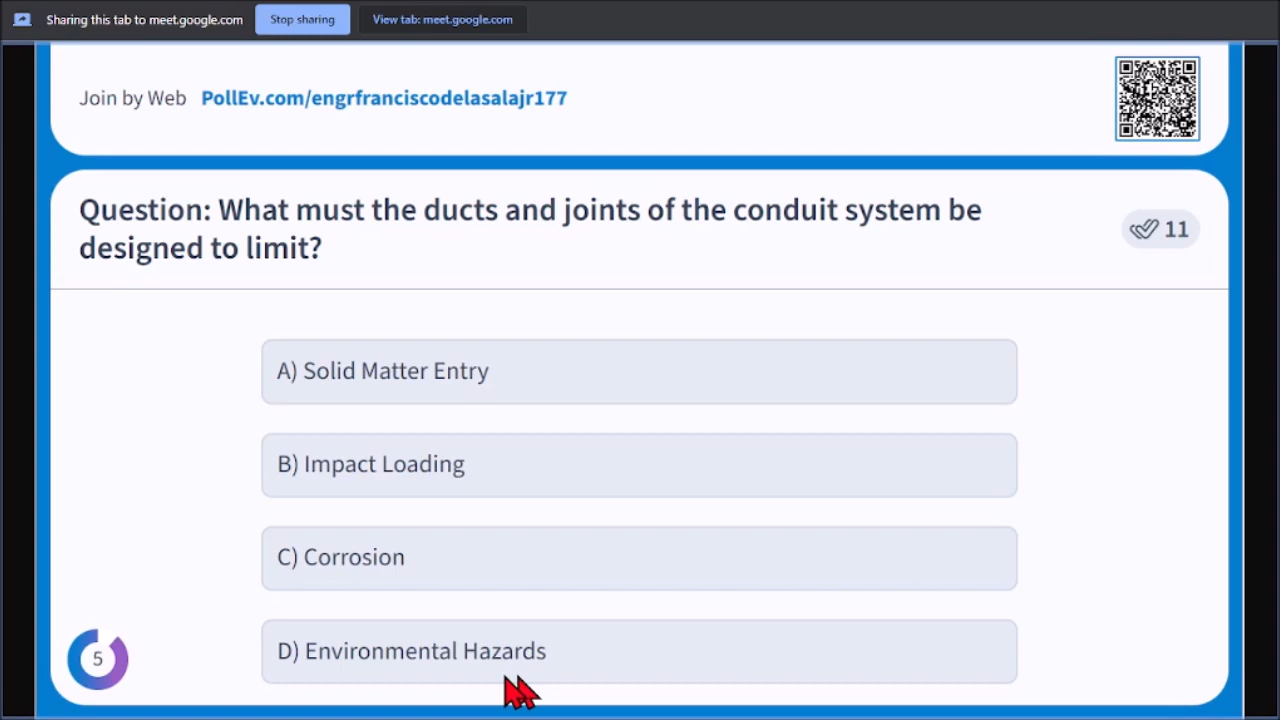 Sharing this tab to meet.google.com Stop sharing View tab: meet.google.com
Join by Web PollEv.com/engrfranciscodelasalajr177
Question: What must the ducts and joints of the conduit system be
designed to limit?
11
A) Solid Matter Entry
B) Impact Loading
C) Corrosion
D) Environmental Hazards
5